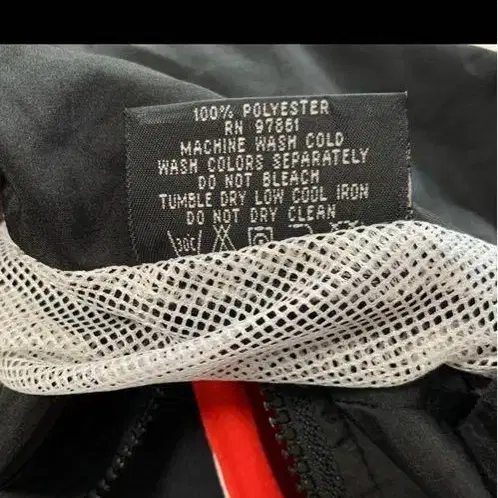 100% POLYESTER
RN 97861
MACHINE WASH COLD
WASH COLORS SEPARATELY
DO NOT BLEACH
TUMBLE DRY LOW COOL IRON
DO NOT DRY CLEAN
30C